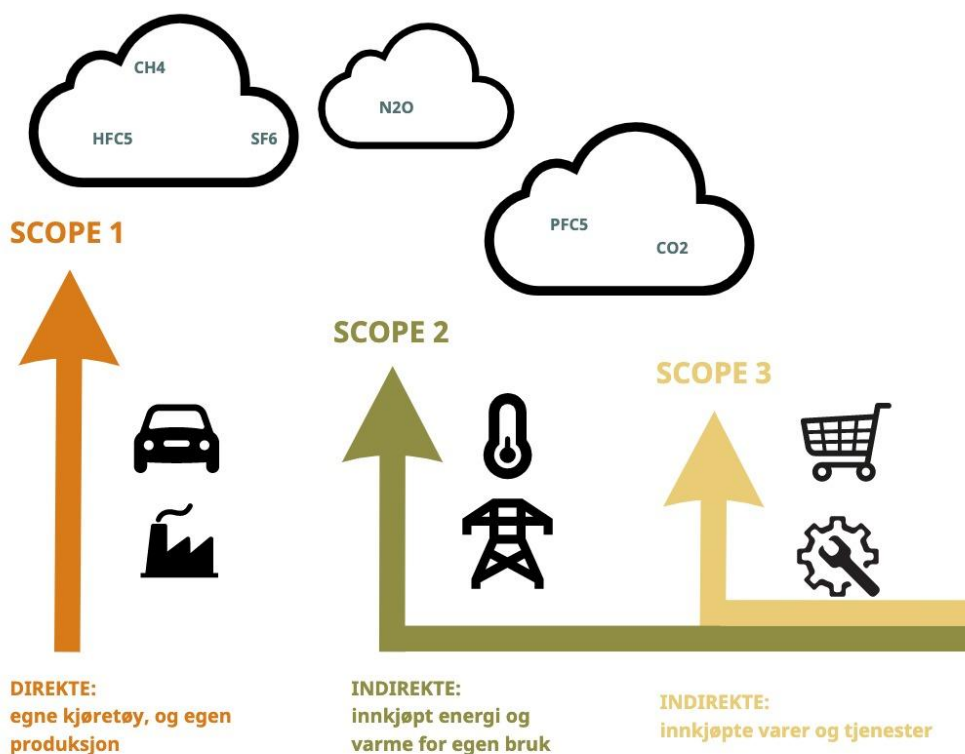 CH4
N2O
HFC5
SF6
PFC5
CO2
SCOPE 1
SCOPE 2
SCOPE 3
DIREKTE:
egne kjøretøy, og egen
produksjon
INDIREKTE:
innkjøpt energi og
varme for egen bruk
INDIREKTE:
innkjøpte varer og tjenester